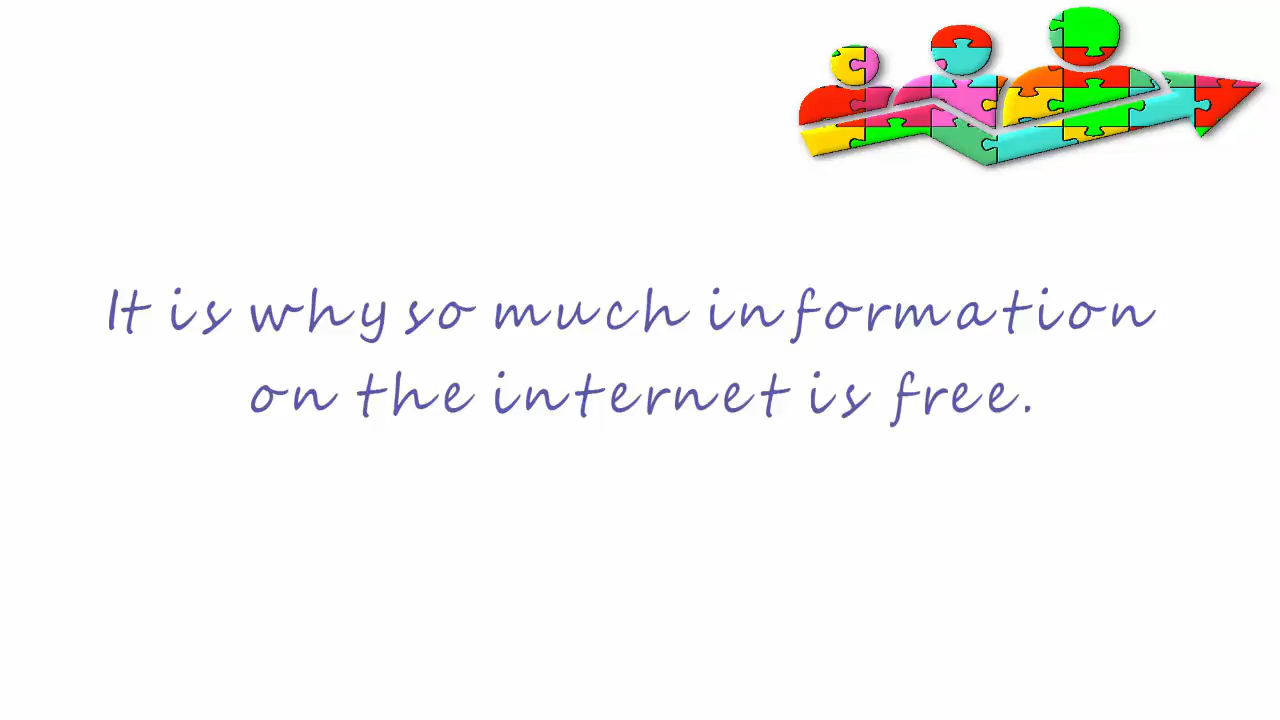 It is why so much information
on the internet is free.